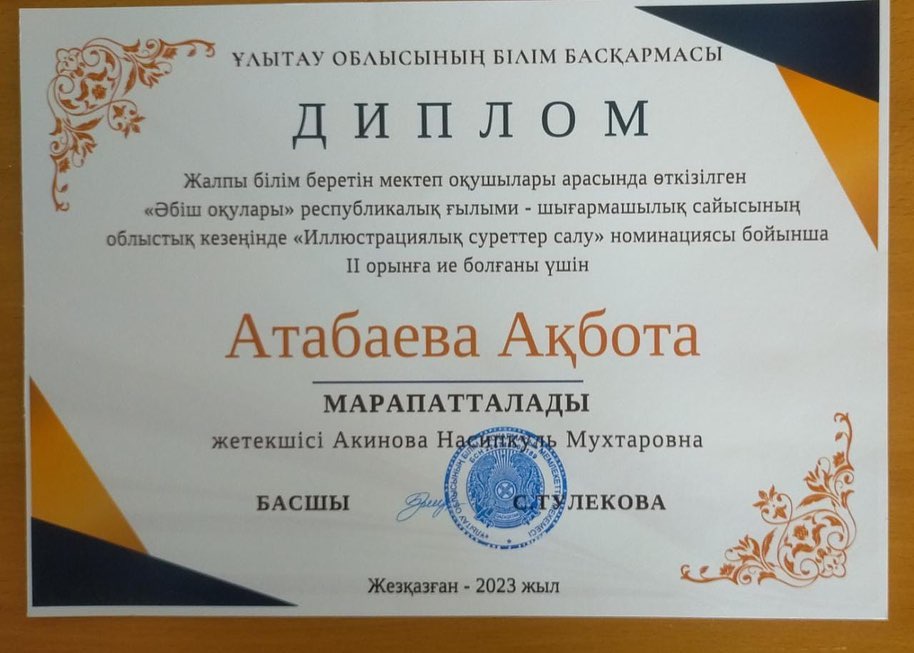 ҰЛЫТАУ ОБЛЫСЫНЫҢ БІЛІМ БАСҚАРМАСЫ
ДИПЛОМ
Жалпы білім беретін мектеп оқушылары арасында өткізілген
«Әбіш оқулары» республикалық ғылыми - шығармашылық сайысының
облыстық кезеңінде «Иллюстрациялық суреттер салу» номинациясы бойынша
II орынға ие болғаны үшін
Атабаева Ақбота
МАРАПАТТАЛАДЫ
жетекшісі Акинова Насипкуль Мухтаровна
БАСШЫ С.ТУЛЕКОВА
Жезқазған - 2023 жыл